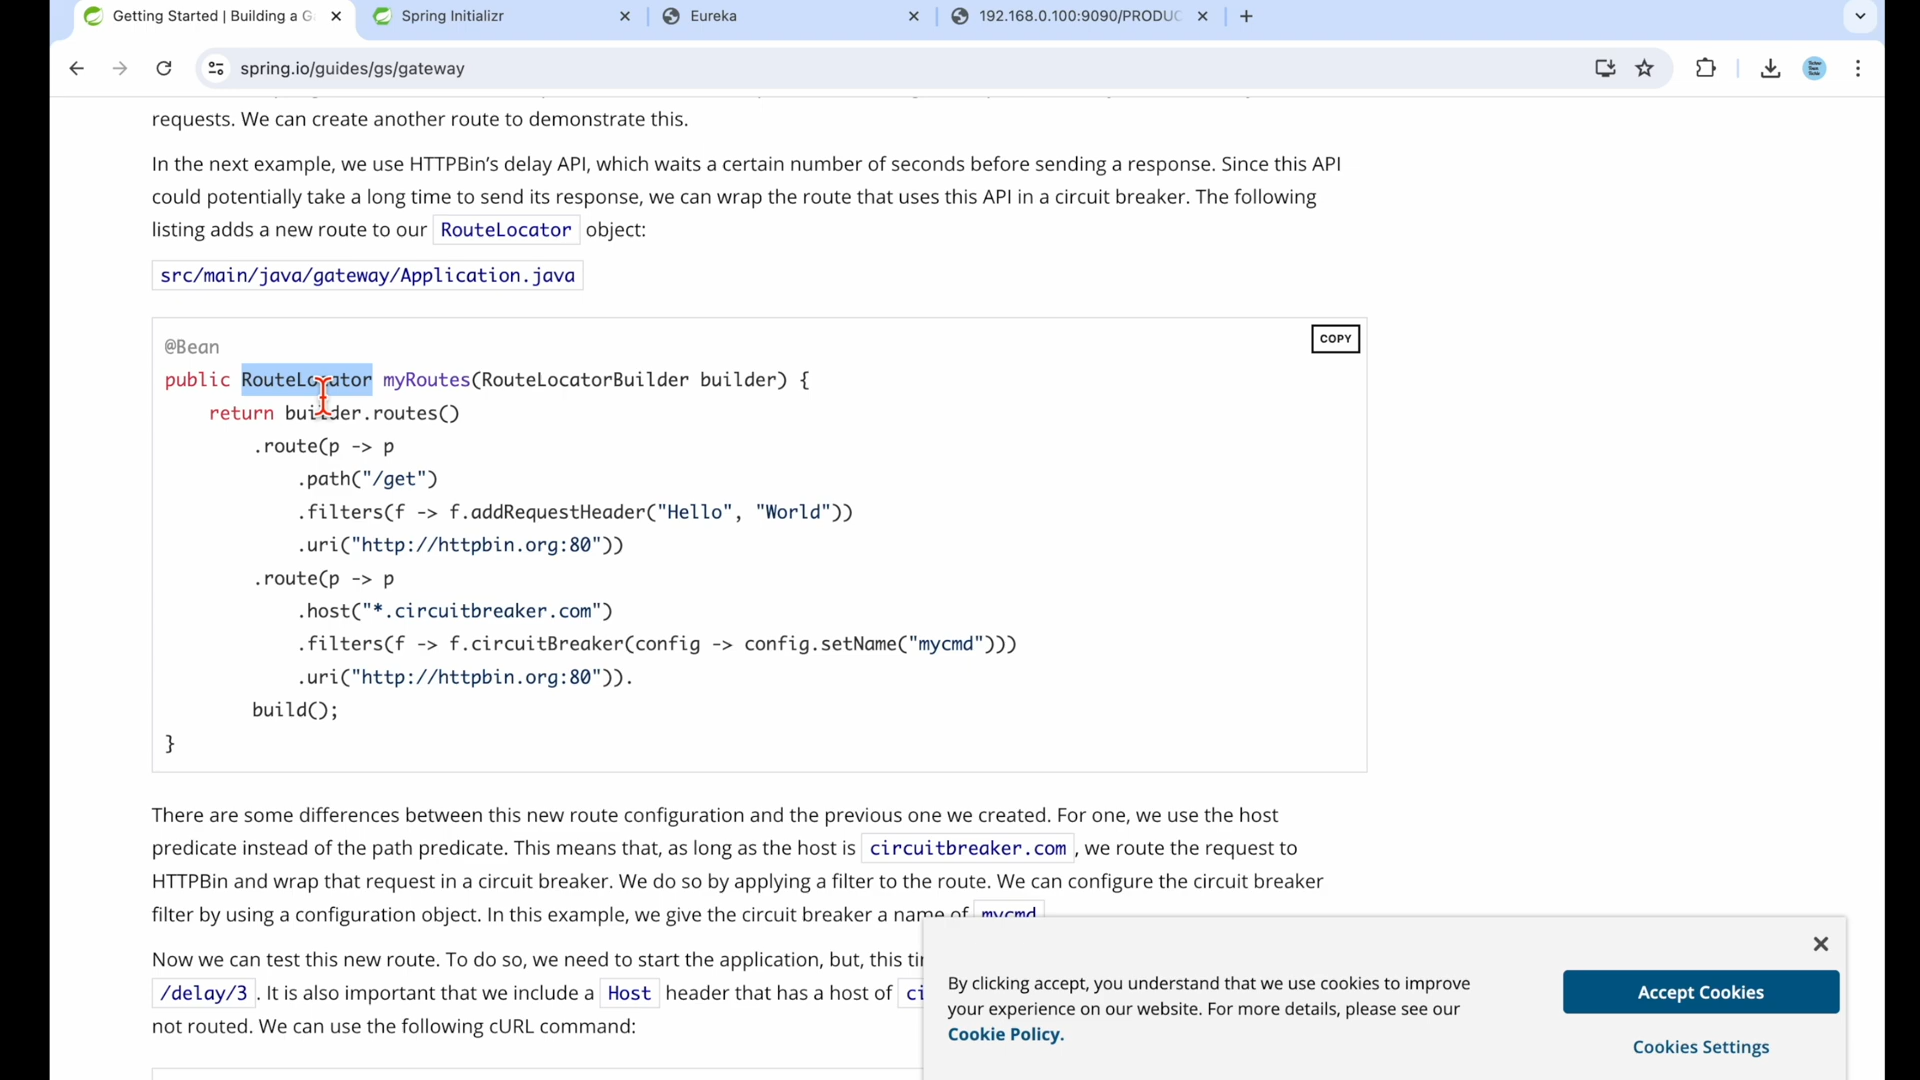 Getting Started | Building a G
Spring Initializr
Eureka
192.168.0.100:9090/PRODUC
spring.io/guides/gs/gateway
requests. We can create another route to demonstrate this.
In the next example, we use HTTPBin’s delay API, which waits a certain number of seconds before sending a response. Since this API
could potentially take a long time to send its response, we can wrap the route that uses this API in a circuit breaker. The following
listing adds a new route to our RouteLocator object:
src/main/java/gateway/Application.java
COPY
@Bean
public RouteLocator myRoutes(RouteLocatorBuilder builder) {
return builder.routes()
.route(p -> p
.path("/get")
.filters(f -> f.addRequestHeader("Hello", "World"))
.uri("http://httpbin.org:80"))
.route(p -> p
.host("*.circuitbreaker.com")
.filters(f -> f.circuitBreaker(config -> config.setName("mycmd")))
.uri("http://httpbin.org:80")).
build();
}
There are some differences between this new route configuration and the previous one we created. For one, we use the host
predicate instead of the path predicate. This means that, as long as the host is circuitbreaker.com , we route the request to
HTTPBin and wrap that request in a circuit breaker. We do so by applying a filter to the route. We can configure the circuit breaker
filter by using a configuration object. In this example, we give the circuit breaker a name of mycmd
Now we can test this new route. To do so, we need to start the application, but, this ti
/delay/3 . It is also important that we include a Host header that has a host of ci
not routed. We can use the following cURL command:
By clicking accept, you understand that we use cookies to improve
your experience on our website. For more details, please see our
Cookie Policy.
Accept Cookies
Cookies Settings